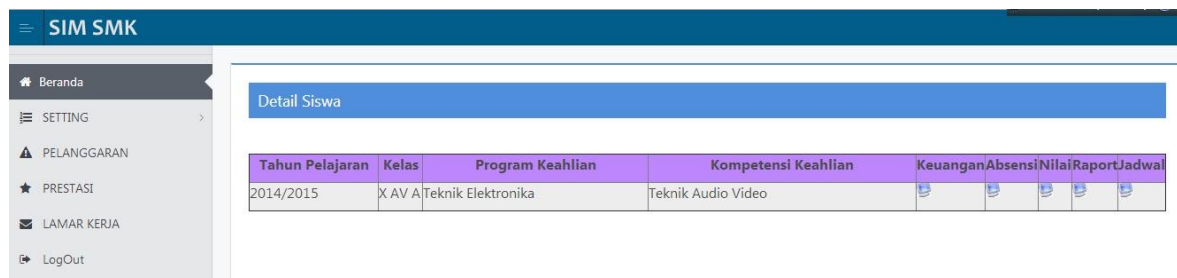 SIM SMK
Beranda
SETTING
PELANGGARAN
PRESTASI
LAMAR KERJA
LogOut
Detail Siswa
Tahun Pelajaran Kelas Program Keahlian Kompetensi Keahlian Keuangan Absensi Nilai Raport Jadwal
2014/2015 X AV A Teknik Elektronika Teknik Audio Video